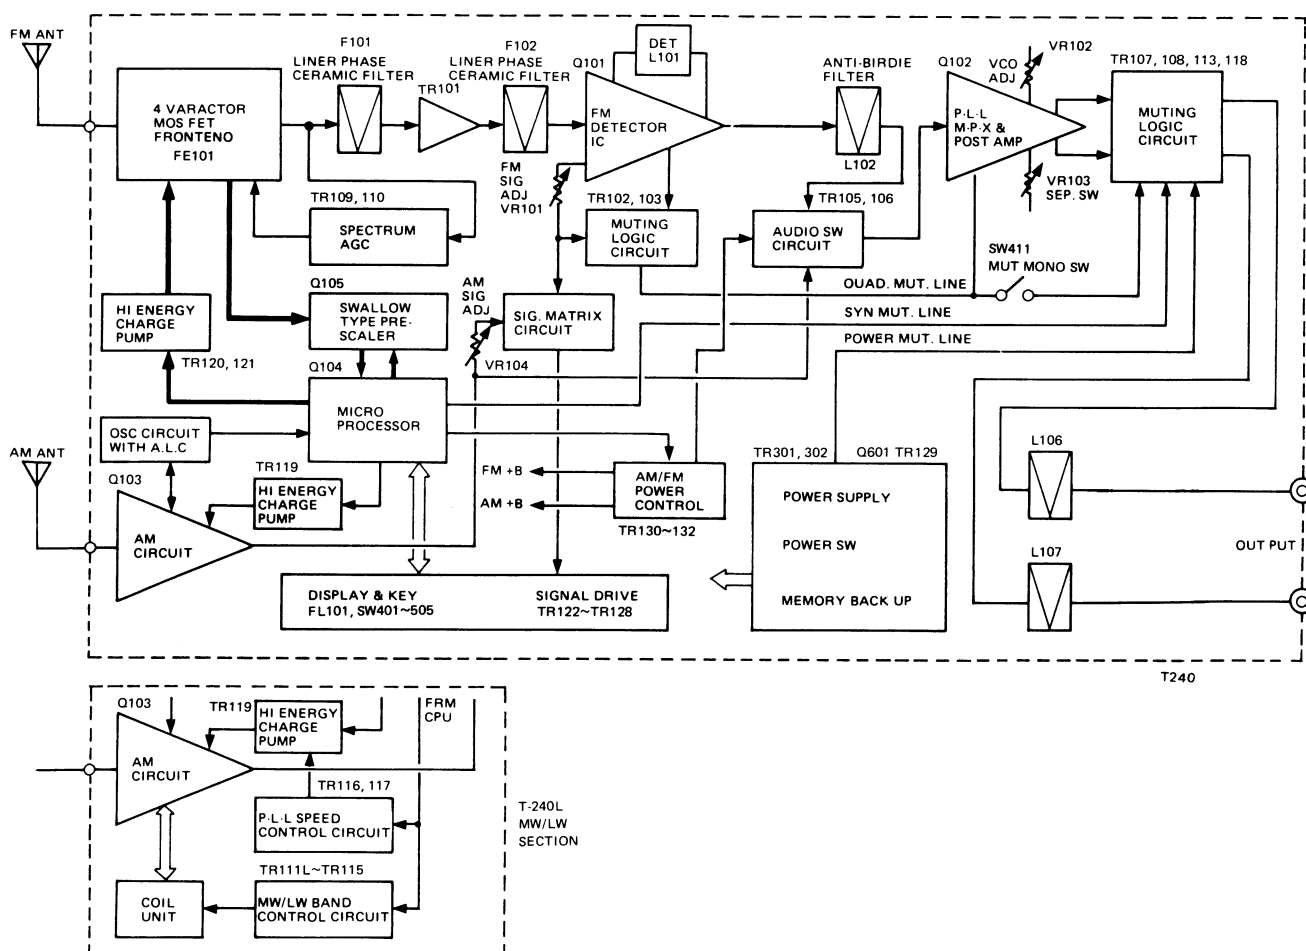 FM ANT
4 VARACTOR
MOS FET
FRONTENO
FE101
F101
LINER PHASE
CERAMIC FILTER
TR101
F102
LINER PHASE
CERAMIC FILTER
Q101
DET
L101
FM
DETECTOR
IC
ANTI-BIRDIE
FILTER
L102
Q102
P·L·L
M·P·X &
POST AMP
VR102
VCO
ADJ
VR103
SEP. SW
TR107, 108, 113, 118
MUTING
LOGIC
CIRCUIT
TR109, 110
SPECTRUM
AGC
FM
SIG
ADJ
VR101
TR102, 103
MUTING
LOGIC
CIRCUIT
TR105, 106
AUDIO SW
CIRCUIT
SW411
MUT MONO SW
OUAD. MUT. LINE
SYN MUT. LINE
POWER MUT. LINE
HI ENERGY
CHARGE
PUMP
TR120, 121
Q105
SWALLOW
TYPE PRE-
SCALER
AM
SIG
ADJ
VR104
SIG. MATRIX
CIRCUIT
Q104
MICRO
PROCESSOR
OSC CIRCUIT
WITH A.L.C
AM ANT
Q103
AM
CIRCUIT
TR119
HI ENERGY
CHARGE
PUMP
FM +B
AM +B
AM/FM
POWER
CONTROL
TR130~132
TR301, 302
Q601 TR129
POWER SUPPLY
POWER SW
MEMORY BACK UP
L106
L107
OUT PUT
DISPLAY & KEY
FL101, SW401~505
SIGNAL DRIVE
TR122~TR128
T240
Q103
AM
CIRCUIT
TR119
HI ENERGY
CHARGE
PUMP
FRM
CPU
TR116, 117
P·L·L SPEED
CONTROL CIRCUIT
T-240L
MW/LW
SECTION
TR111L~TR115
COIL
UNIT
MW/LW BAND
CONTROL CIRCUIT